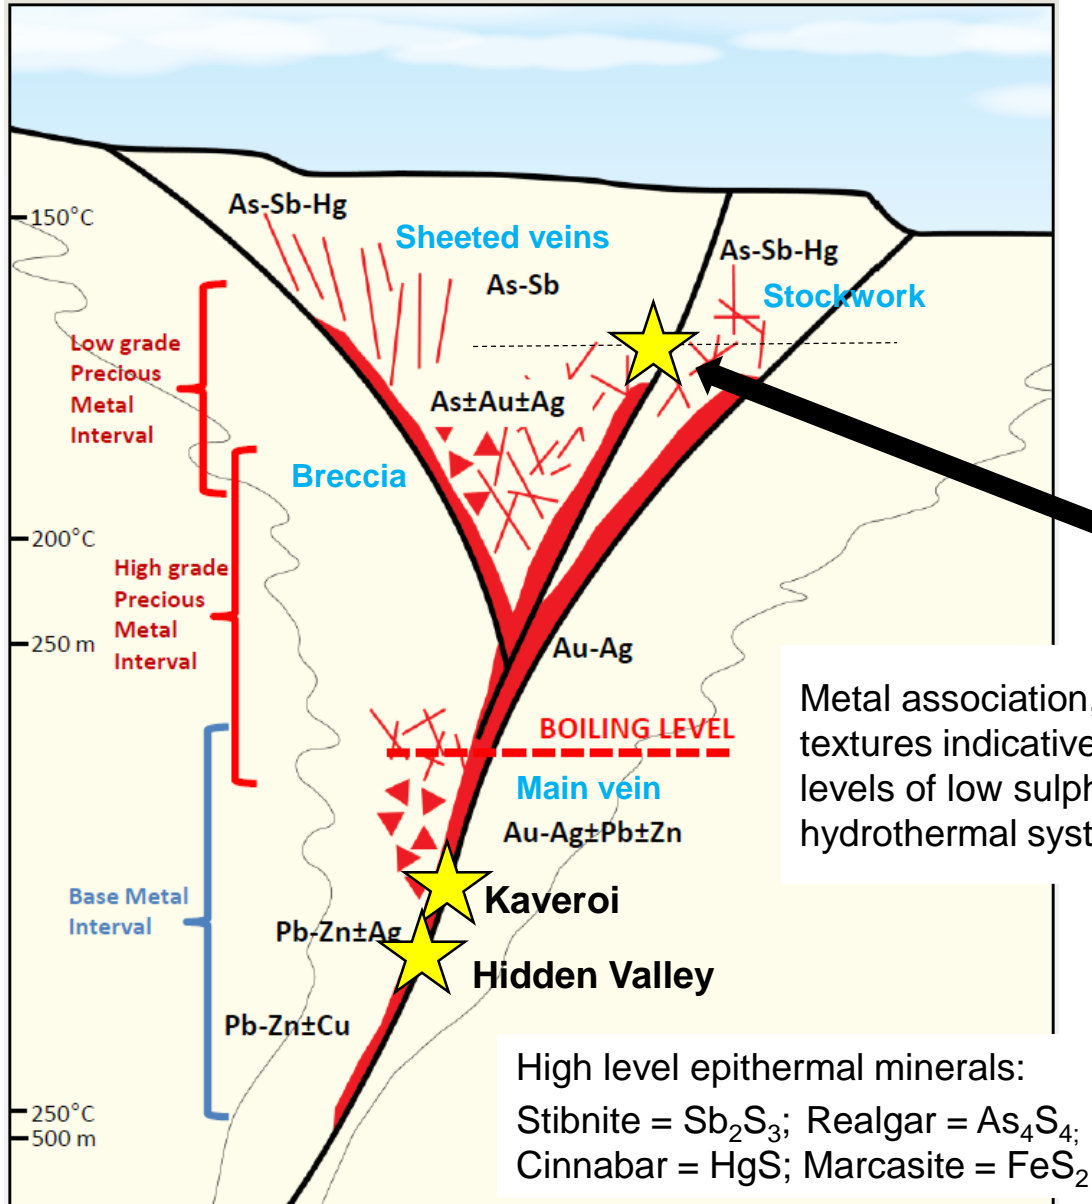 As-Sb-Hg
150°C
Sheeted veins
As-Sb-Hg
As-Sb
Stockwork
Low grade
Precious
Metal
Interval
As±Au±Ag
Breccia
200°C
High grade
Precious
Metal
Interval
250 m
Au-Ag
Metal association,
textures indicative
levels of low sulph
hydrothermal syst
BOILING LEVEL
Main vein
Au-Ag±Pb±Zn
Base Metal
Interval
Kaveroi
Pb-Zn±Ag
Hidden Valley
Pb-Zn±Cu
High level epithermal minerals:
Stibnite = Sb₂S₃; Realgar = As₄S₄;
Cinnabar = HgS; Marcasite = FeS₂
250°C
500 m